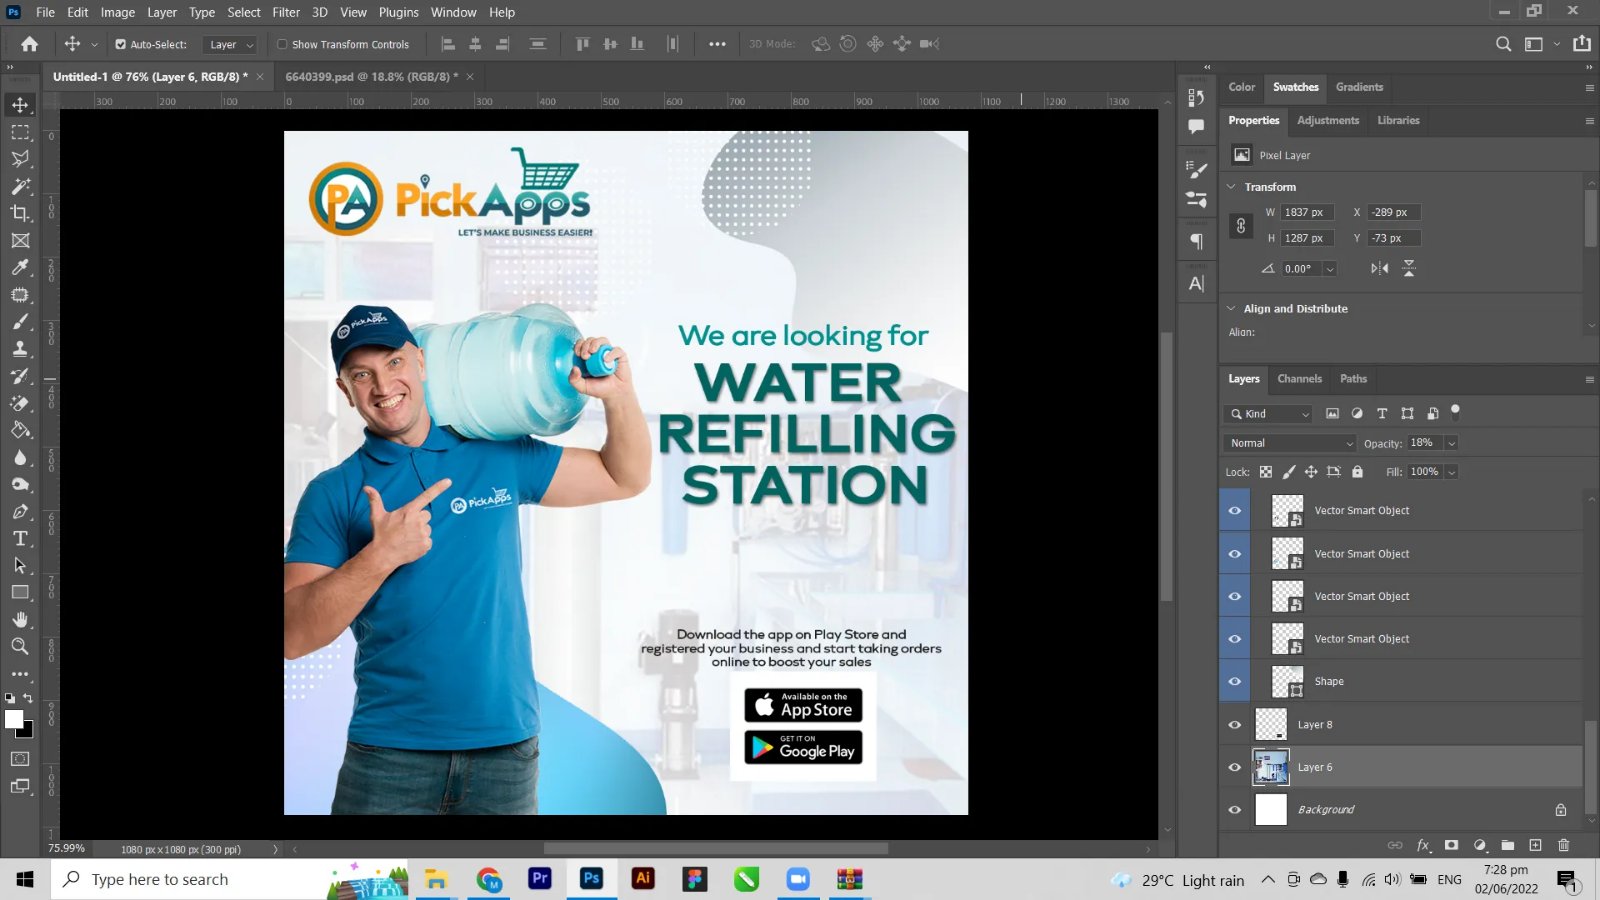 Ps File Edit Image Layer Type Select Filter 3D View Plugins Window Help
Auto-Select: Layer Show Transform Controls 3D Mode:
Untitled-1 @ 76% (Layer 6, RGB/8) * × 6640399.psd @ 18.8% (RGB/8) * ×
300 200 100 0 100 200 300 400 500 600 700 800 900 1000 1100 1200 1300
PA PickApps
LET'S MAKE BUSINESS EASIER!
PickApps
We are looking for
WATER
REFILLING
STATION
PA PickApps
Download the app on Play Store and
registered your business and start taking orders
online to boost your sales
Available on the
App Store
GET IT ON
Google Play
Color Swatches Gradients
Properties Adjustments Libraries
Pixel Layer
Transform
W 1837 px X -289 px
H 1287 px Y -73 px
0.00°
Align and Distribute
Align:
Layers Channels Paths
Kind
Normal Opacity: 18%
Lock: Fill: 100%
Vector Smart Object
Vector Smart Object
Vector Smart Object
Vector Smart Object
Shape
Layer 8
Layer 6
Background
75.99% 1080 px x 1080 px (300 ppi)
Type here to search
Pr Ps Ai
29°C Light rain ENG
7:28 pm
02/06/2022
1